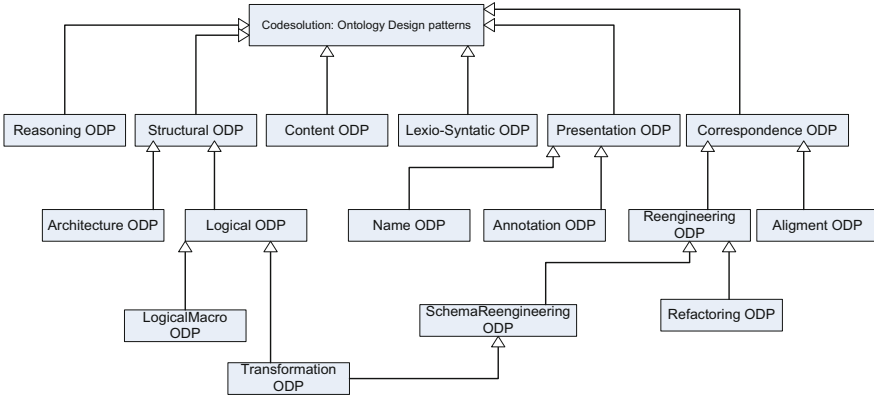 Codesolution: Ontology Design patterns
Reasoning ODP
Structural ODP
Content ODP
Lexio-Syntatic ODP
Presentation ODP
Correspondence ODP
Architecture ODP
Logical ODP
Name ODP
Annotation ODP
Reengineering
ODP
Aligment ODP
LogicalMacro
ODP
SchemaReengineering
ODP
Refactoring ODP
Transformation
ODP